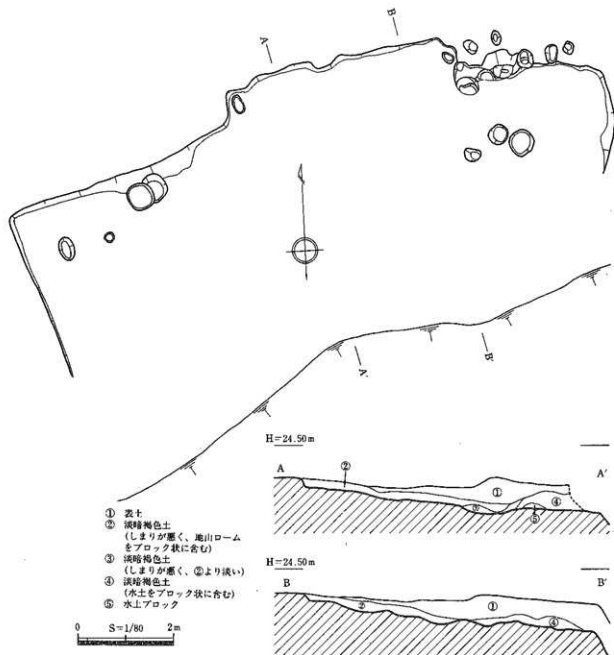 B
A
A'
B'
H=24.50m
A
A'
②
①
③
④
⑤
H=24.50m
B
B'
②
①
④
① 表土
② 淡暗褐色土
(しまりが悪く、地山ローム
をブロック状に含む)
③ 淡暗褐色土
(しまりが悪く、②より淡い)
④ 淡暗褐色土
(水土をブロック状に含む)
⑤ 水土ブロック
0 S=1/80 2m